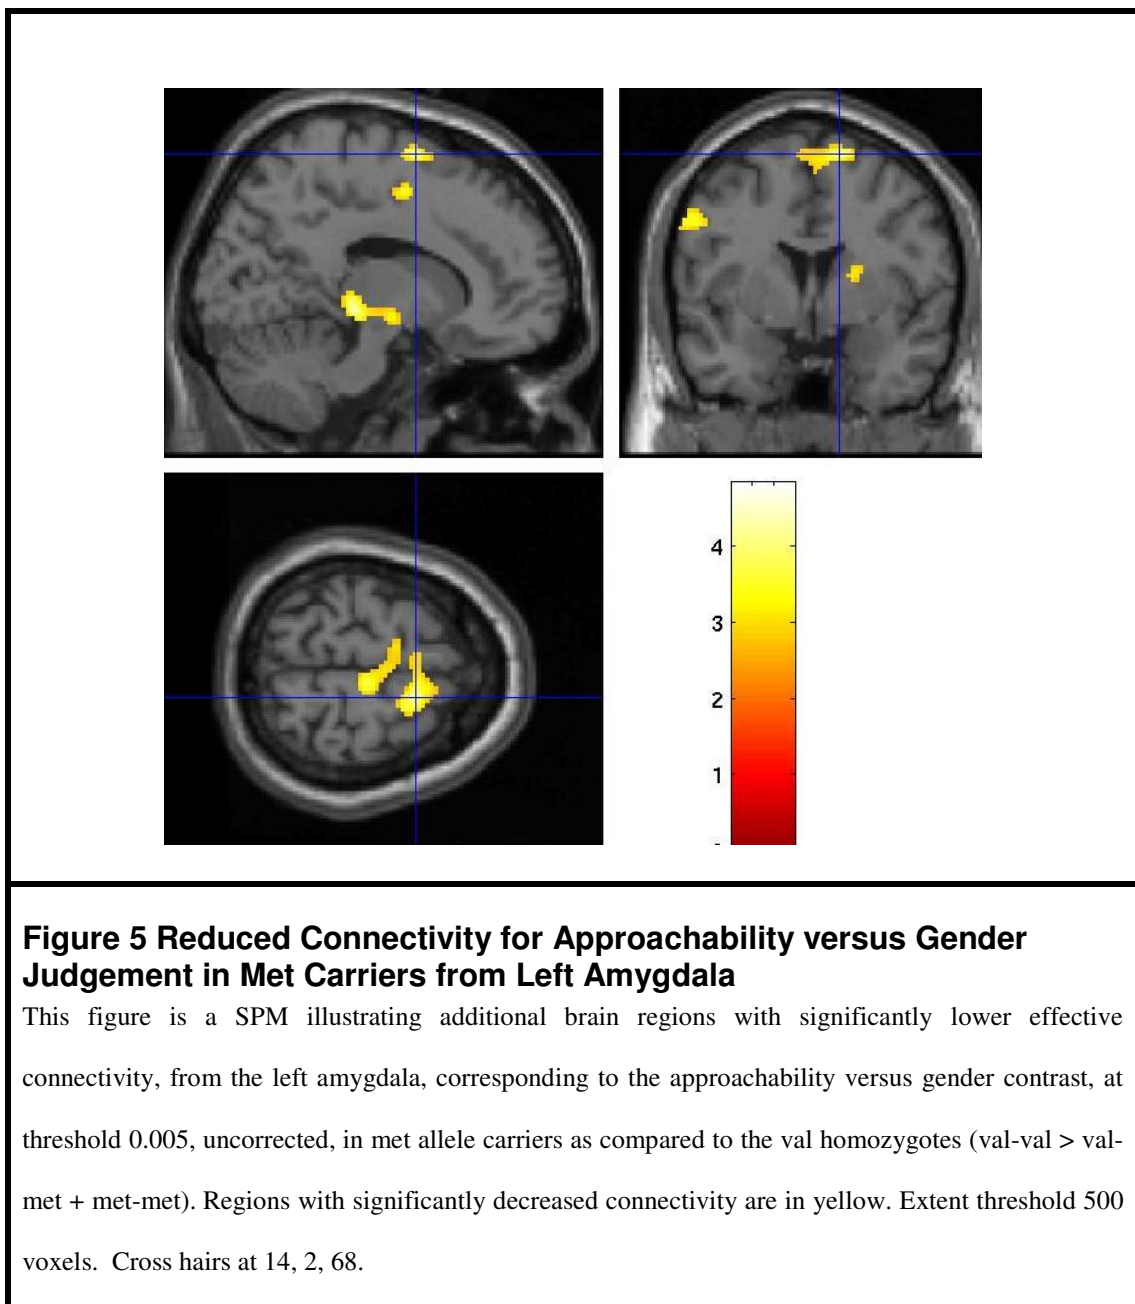 4
3
2
1
Figure 5 Reduced Connectivity for Approachability versus Gender
Judgement in Met Carriers from Left Amygdala
This figure is a SPM illustrating additional brain regions with significantly lower effective
connectivity, from the left amygdala, corresponding to the approachability versus gender contrast, at
threshold 0.005, uncorrected, in met allele carriers as compared to the val homozygotes (val-val > val-
met + met-met). Regions with significantly decreased connectivity are in yellow. Extent threshold 500
voxels.  Cross hairs at 14, 2, 68.